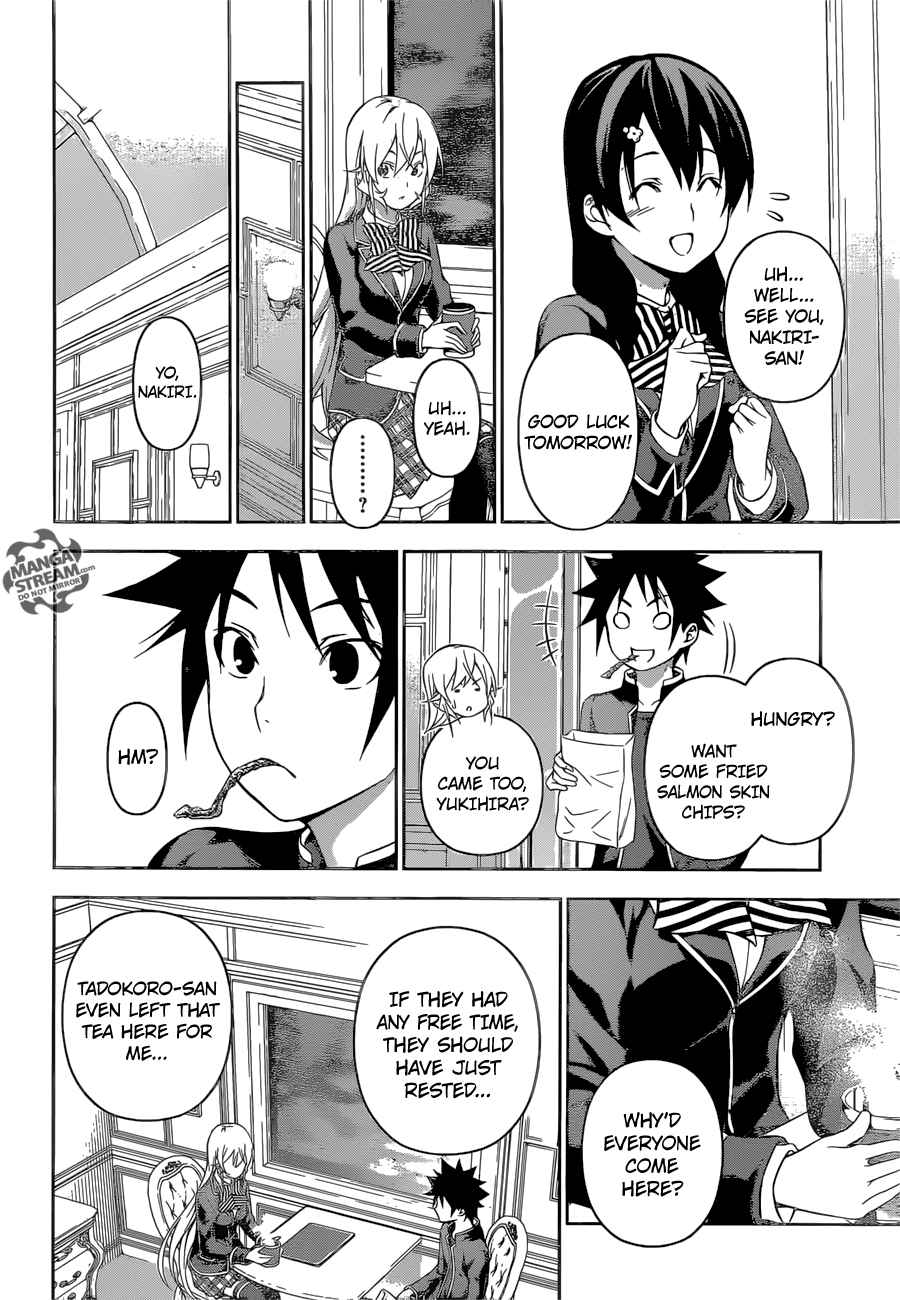 UH...
WELL...
SEE YOU,
NAKIRI-
SAN!
GOOD LUCK
TOMORROW!
UH...
YEAH.
.........?
YO,
NAKIRI.
HUNGRY?
WANT
SOME FRIED
SALMON SKIN
CHIPS?
YOU
CAME TOO,
YUKIHIRA?
HM?
MANGA
STREAM.com
DO NOT MIRROR
WHY'D
EVERYONE
COME
HERE?
IF THEY HAD
ANY FREE TIME,
THEY SHOULD
HAVE JUST
RESTED...
TADOKORO-SAN
EVEN LEFT THAT
TEA HERE FOR
ME...